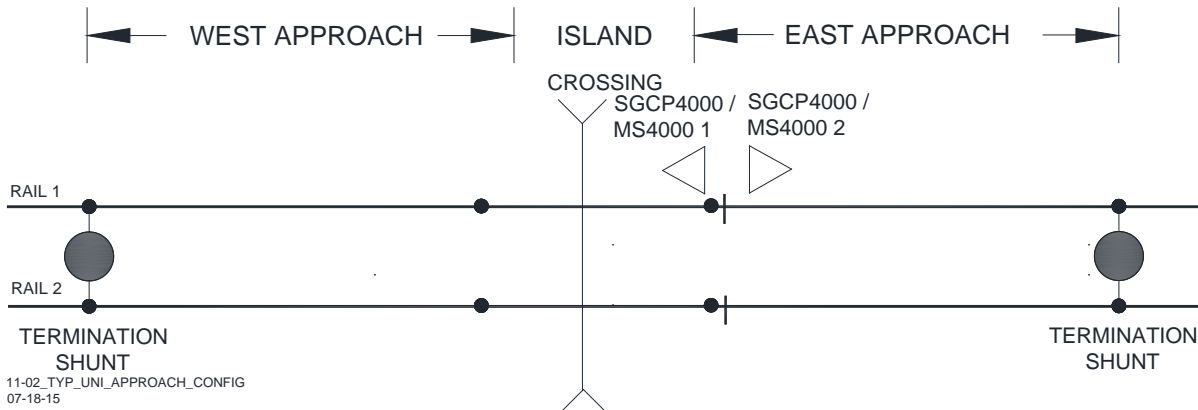 WEST APPROACH
ISLAND
EAST APPROACH
CROSSING
SGCP4000 /
MS4000 1
SGCP4000 /
MS4000 2
RAIL 1
RAIL 2
TERMINATION
SHUNT
TERMINATION
SHUNT
11-02_TYP_UNI_APPROACH_CONFIG
07-18-15